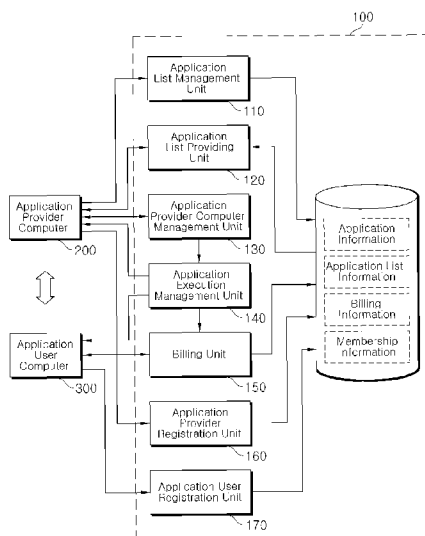 100
Application
List Management
Unit
110
Application
List Providing
Unit
120
Application
Provider
Computer
200
Application
Provider Computer
Management Unit
130
Application
Execution
Management Unit
140
Application
User
Computer
300
Billing Unit
150
Application
Provider
Registration Unit
160
Application User
Registration Unit
170
Application
Information
Application List
Information
Billing
Information
Membership
Information